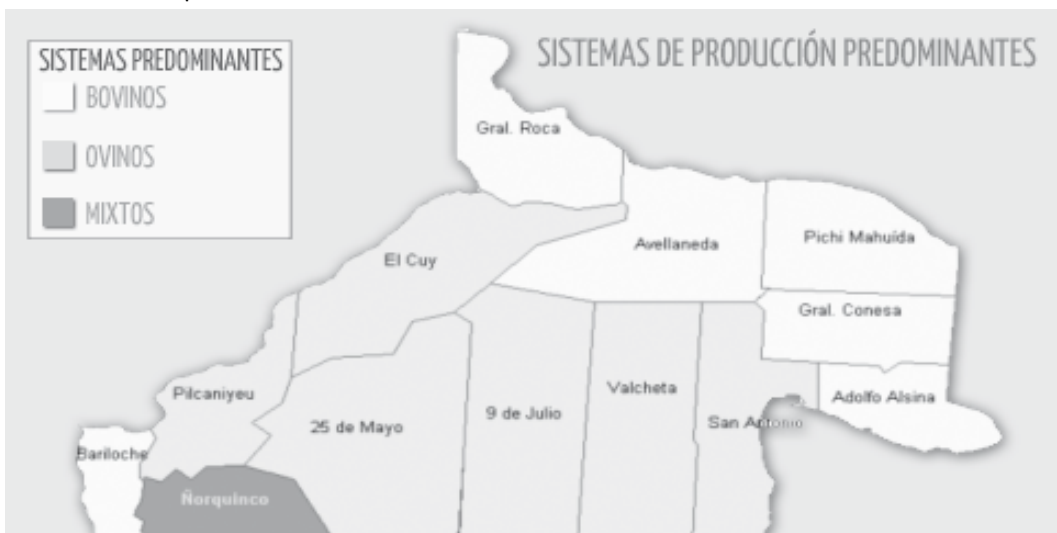 SISTEMAS DE PRODUCCIÓN PREDOMINANTES
SISTEMAS PREDOMINANTES
BOVINOS
OVINOS
MIXTOS
Gral. Roca
Avellaneda
Pichi Mahuída
El Cuy
Gral. Conesa
Pilcaniyeu
Valcheta
Adolfo Alsina
25 de Mayo
9 de Julio
San Antonio
Bariloche
Ñorquinco